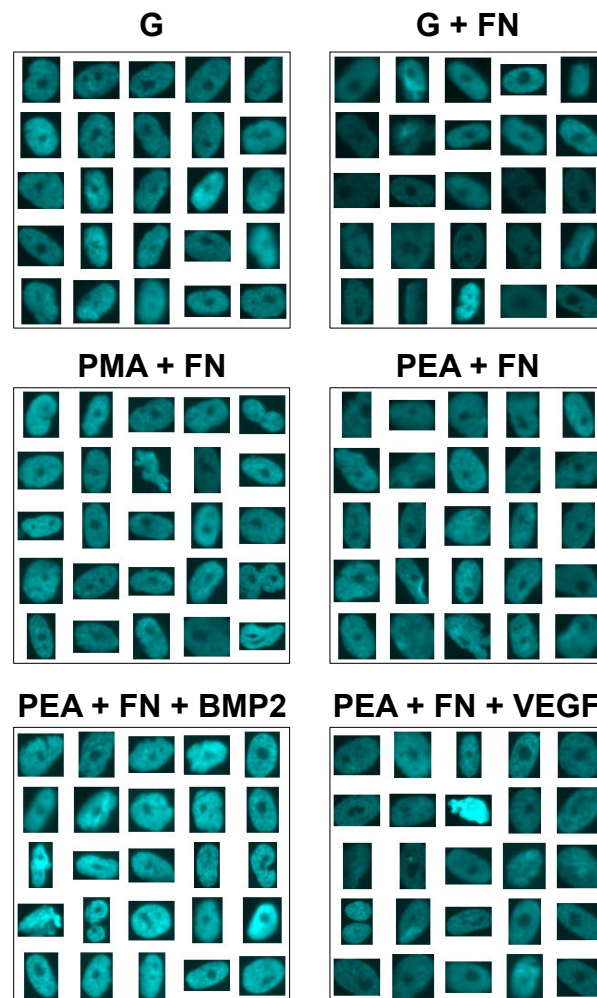 G
G + FN
PMA + FN
PEA + FN
PEA + FN + BMP2
PEA + FN + VEGF